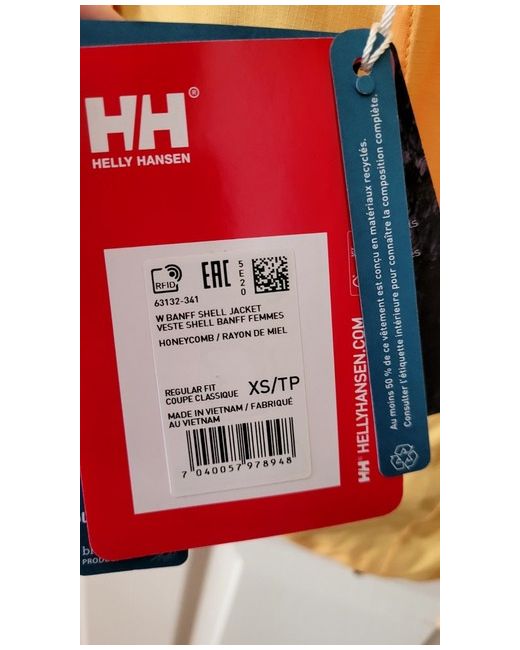 HH®
HELLY HANSEN
RFID
EAC
5E20
63132-341
W BANFF SHELL JACKET
VESTE SHELL BANFF FEMMES
HONEYCOMB / RAYON DE MIEL
REGULAR FIT
COUPE CLASSIQUE XS/TP
MADE IN VIETNAM / FABRIQUÉ
AU VIETNAM
7 040057 978948
HH HELLYHANSEN.COM
Au moins 50 % de ce vêtement est conçu en matériaux recyclés.
Consulter l'étiquette intérieure pour connaître la composition complète.